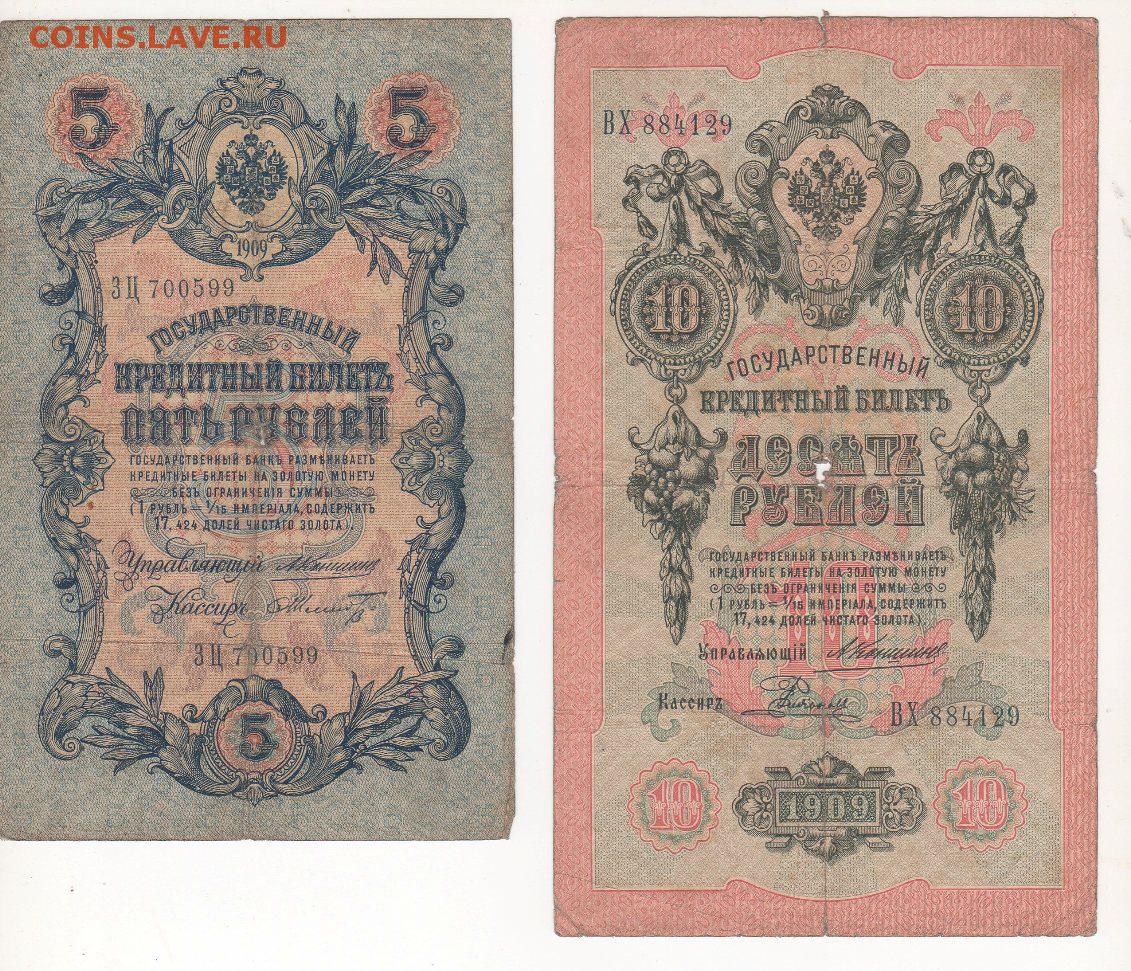 COINS.LAVE.RU
5 5
1909
ЗЦ 700599
ГОСУДАРСТВЕННЫЙ
КРЕДИТНЫЙ БИЛЕТЪ
ПЯТЬ РУБЛЕЙ
ГОСУДАРСТВЕННЫЙ БАНКЪ РАЗМѢНИВАЕТЪ
КРЕДИТНЫЕ БИЛЕТЫ НА ЗОЛОТУЮ МОНЕТУ
БЕЗЪ ОГРАНИЧЕНІЯ СУММЫ
(1 РУБЛЬ = 1/15 ИМПЕРІАЛА, СОДЕРЖИТЪ
17,424 ДОЛЕЙ ЧИСТАГО ЗОЛОТА).
Управляющій
Кассиръ
ЗЦ 700599
5
ВХ 884129
10 10
ГОСУДАРСТВЕННЫЙ
КРЕДИТНЫЙ БИЛЕТЪ
ДЕСЯТЬ
РУБЛЕЙ
ГОСУДАРСТВЕННЫЙ БАНКЪ РАЗМѢНИВАЕТЪ
КРЕДИТНЫЕ БИЛЕТЫ НА ЗОЛОТУЮ МОНЕТУ
БЕЗЪ ОГРАНИЧЕНІЯ СУММЫ
(1 РУБЛЬ = 1/15 ИМПЕРІАЛА, СОДЕРЖИТЪ
17,424 ДОЛЕЙ ЧИСТАГО ЗОЛОТА)
10
Управляющій
Кассиръ
ВХ 884129
10 1909 10